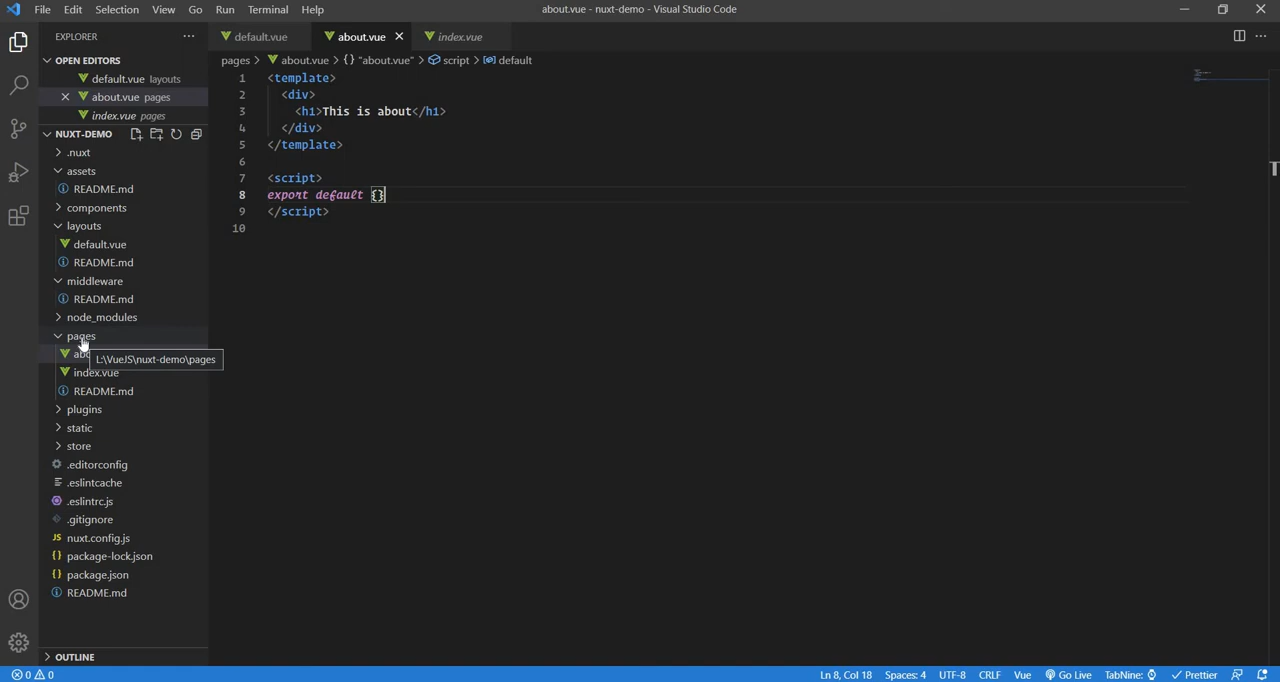 File Edit Selection View Go Run Terminal Help about.vue - nuxt-demo - Visual Studio Code
EXPLORER
OPEN EDITORS
default.vue layouts
about.vue pages
index.vue pages
NUXT-DEMO
.nuxt
assets
README.md
components
layouts
default.vue
README.md
middleware
README.md
node_modules
pages
L:\VueJS\nuxt-demo\pages
index.vue
README.md
plugins
static
store
.editorconfig
.eslintcache
.eslintrc.js
.gitignore
JS nuxt.config.js
{} package-lock.json
{} package.json
README.md
OUTLINE
default.vue about.vue index.vue
pages > about.vue > {} "about.vue" > script > default
1 <template>
2 <div>
3 <h1>This is about</h1>
4 </div>
5 </template>
6
7 <script>
8 export default {}
9 </script>
10
0 0 Ln 8, Col 18 Spaces: 4 UTF-8 CRLF Vue Go Live TabNine: Prettier